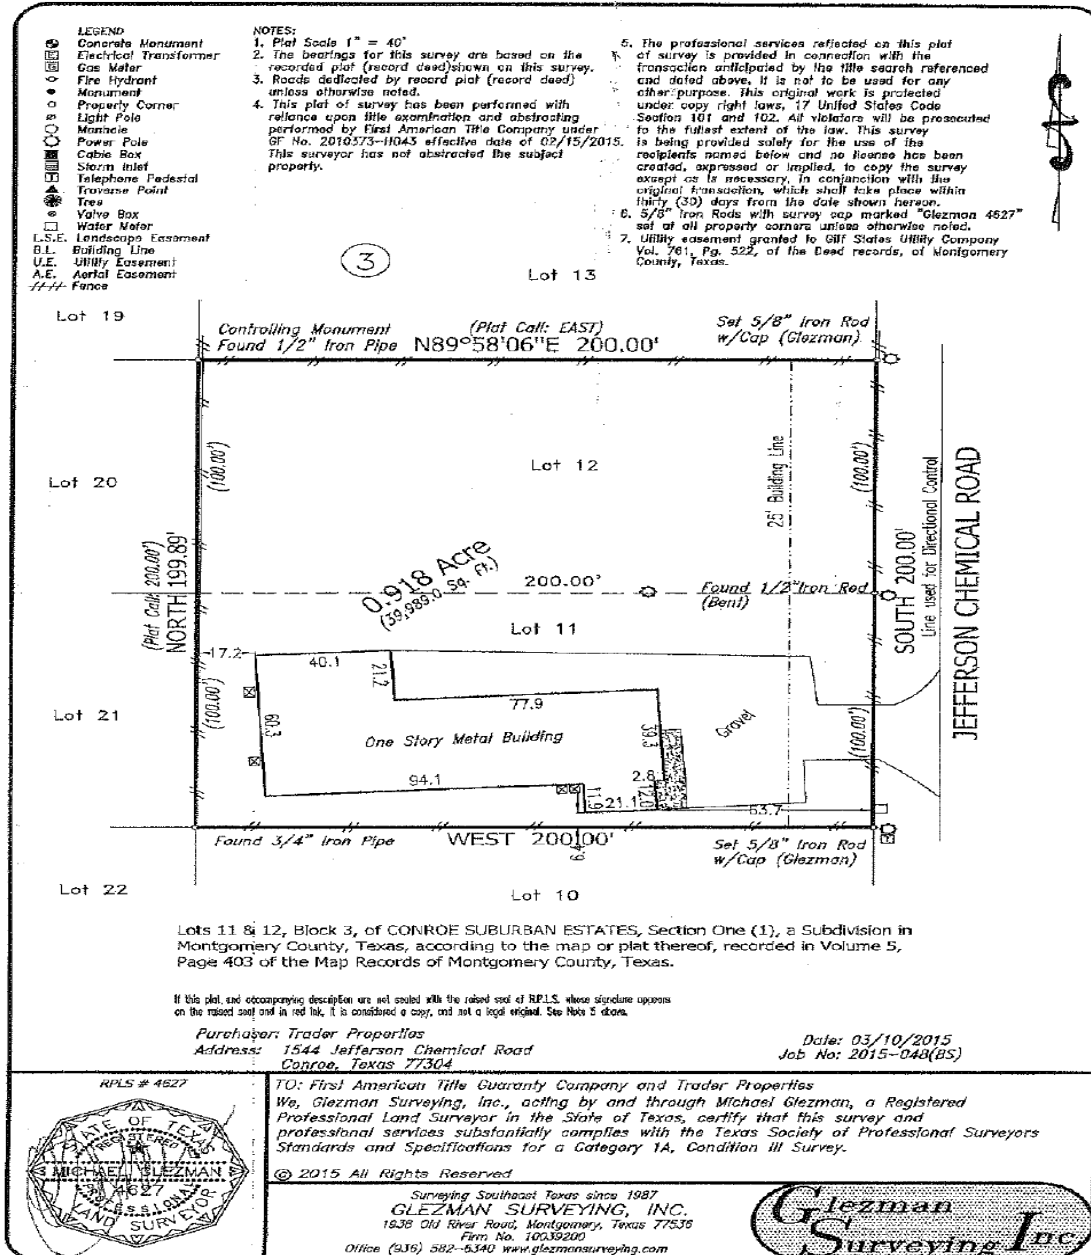 LEGEND
Concrete Monument
Electrical Transformer
Gas Meter
Fire Hydrant
Monument
Property Corner
Light Pole
Manhole
Power Pole
Cable Box
Storm Inlet
Telephone Pedestal
Traverse Point
Tree
Valve Box
Water Meter
L.S.E. Landscape Easement
B.L. Building Line
U.E. Utility Easement
A.E. Aerial Easement
Fence
NOTES:
1. Plat Scale 1" = 40'
2. The bearings for this survey are based on the
recorded plat (record deed)shown on this survey.
3. Roads dedicated by record plat (record deed)
unless otherwise noted.
4. This plat of survey has been performed with
reliance upon title examination and abstracting
performed by First American Title Company under
GF No. 2010373-H043 effective date of 02/15/2015.
This surveyor has not abstracted the subject
property.
5. The professional services reflected on this plat
of survey is provided in connection with the
transaction anticipated by the title search referenced
and dated above. It is not to be used for any
other purpose. This original work is protected
under copy right laws, 17 United States Code
Section 101 and 102. All violators will be prosecuted
to the fullest extent of the law. This survey
is being provided solely for the use of the
recipients named below and no license has been
created, expressed or implied, to copy the survey
except as is necessary, in conjunction with the
original transaction, which shall take place within
thirty (30) days from the date shown hereon.
6. 5/8" Iron Rods with survey cap marked "Glezman 4627"
set at all property corners unless otherwise noted.
7. Utility easement granted to Gilf States Utility Company
Vol. 761, Pg. 522, of the Deed records, of Montgomery
County, Texas.
3
Lot 13
Lot 19
Controlling Monument
Found 1/2" Iron Pipe
(Plat Call: EAST)
N89°58'06"E 200.00'
Set 5/8" Iron Rod
w/Cap (Glezman)
(100.00')
Lot 12
25' Building Line
(100.00')
Lot 20
(Plat Call: 200.00')
NORTH 199.89'
0.918 Acre
(39,989.0 Sq. Ft.)
200.00'
Found 1/2" Iron Rod
(Bent)
SOUTH 200.00'
Line used for Directional Control
JEFFERSON CHEMICAL ROAD
Lot 11
17.2
40.1
21.2
(100.00')
Lot 21
60.3
77.9
One Story Metal Building
39.3
Gravel
(100.00')
94.1
2.8
11.9
21.1
12.0
63.7
Found 3/4" Iron Pipe
WEST 200.00'
6.4
Set 5/8" Iron Rod
w/Cap (Glezman)
Lot 22
Lot 10
Lots 11 & 12, Block 3, of CONROE SUBURBAN ESTATES, Section One (1), a Subdivision in
Montgomery County, Texas, according to the map or plat thereof, recorded in Volume 5,
Page 403 of the Map Records of Montgomery County, Texas.
If this plat, and accompanying description are not sealed with the raised seal of R.P.L.S. whose signature appears
on the raised seal and in red ink, it is considered a copy, and not a legal original. See Note 5 above.
Purchaser: Trader Properties
Address: 1544 Jefferson Chemical Road
Conroe, Texas 77304
Date: 03/10/2015
Job No: 2015-048(BS)
RPLS # 4627
STATE OF TEXAS
REGISTERED
MICHAEL GLEZMAN
4627
PROFESSIONAL
LAND SURVEYOR
TO: First American Title Guaranty Company and Trader Properties
We, Glezman Surveying, Inc., acting by and through Michael Glezman, a Registered
Professional Land Surveyor in the State of Texas, certify that this survey and
professional services substantially complies with the Texas Society of Professional Surveyors
Standards and Specifications for a Category 1A, Condition III Survey.
© 2015 All Rights Reserved
Surveying Southeast Texas since 1987
GLEZMAN SURVEYING, INC.
1938 Old River Road, Montgomery, Texas 77536
Firm No. 10039200
Office (936) 582-6340 www.glezmansurveying.com
Glezman
Surveying Inc.